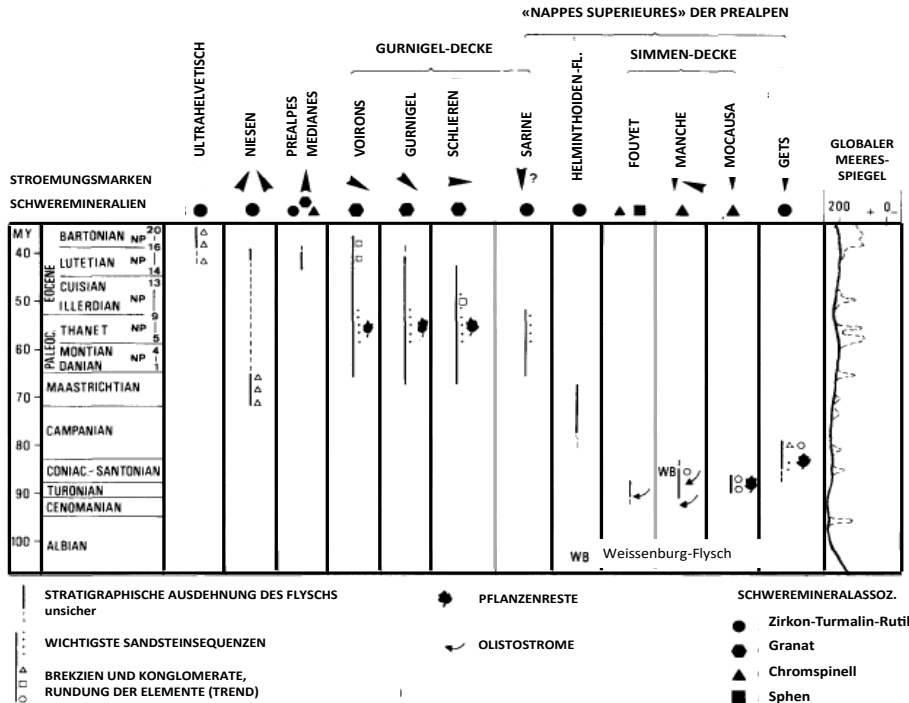 «NAPPES SUPERIEURES» DER PREALPEN
GURNIGEL-DECKE
SIMMEN-DECKE
ULTRAHELVETISCH
NIESEN
PREALPES
MEDIANES
VOIRONS
GURNIGEL
SCHLIEREN
SARINE
HELMINTHOIDEN-FL.
FOUYET
MANCHE
MOCAUSA
GETS
GLOBALER
MEERES-
SPIEGEL
STROEMUNGSMARKEN
?
SCHWEREMINERALIEN
200 + 0-
MY
BARTONIAN NP 20
16
40
LUTETIAN NP
14
EOCENE
CUISIAN 13
NP
50
ILLERDIAN
9
PALEOC.
THANET NP
5
60
MONTIAN NP 4
DANIAN 1
MAASTRICHTIAN
70
CAMPANIAN
80
CONIAC.-SANTONIAN
WB
TURONIAN
90
CENOMANIAN
100
ALBIAN
WB Weissenburg-Flysch
STRATIGRAPHISCHE AUSDEHNUNG DES FLYSCHS
unsicher
WICHTIGSTE SANDSTEINSEQUENZEN
BREKZIEN UND KONGLOMERATE,
RUNDUNG DER ELEMENTE (TREND)
PFLANZENRESTE
OLISTOSTROME
SCHWEREMINERALASSOZ.
Zirkon-Turmalin-Rutil
Granat
Chromspinell
Sphen